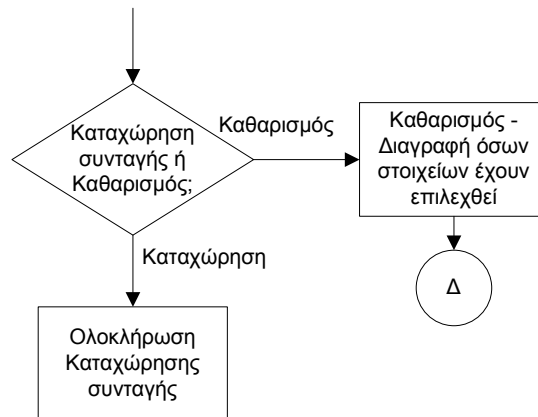 Καταχώρηση
συνταγής ή
Καθαρισμός;
Καθαρισμός
Καθαρισμός -
Διαγραφή όσων
στοιχείων έχουν
επιλεχθεί
Δ
Καταχώρηση
Ολοκλήρωση
Καταχώρησης
συνταγής